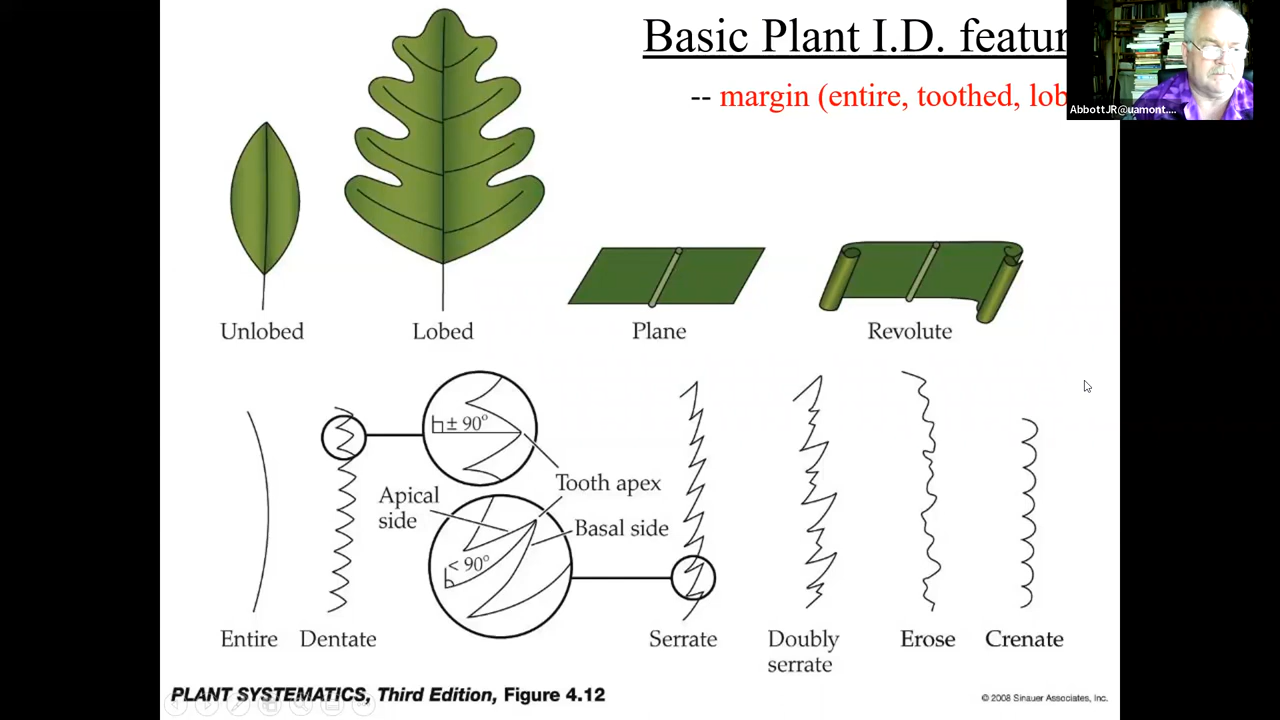 Basic Plant I.D. featur
-- margin (entire, toothed, lob
AbbottJR@uamont....
Unlobed
Lobed
Plane
Revolute
± 90°
Tooth apex
Apical
side
Basal side
< 90°
Entire
Dentate
Serrate
Doubly
serrate
Erose
Crenate
PLANT SYSTEMATICS, Third Edition, Figure 4.12
© 2008 Sinauer Associates, Inc.